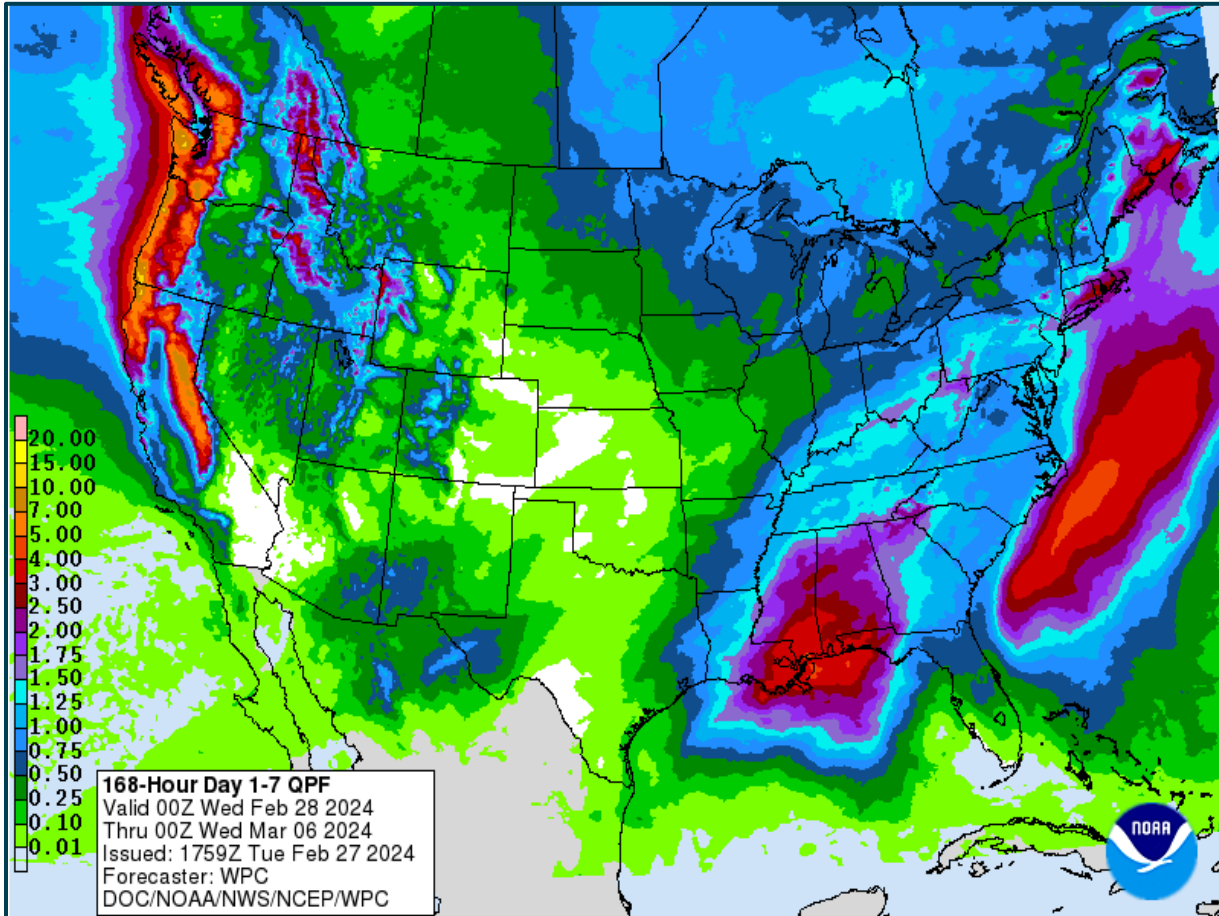 20.00
15.00
10.00
7.00
5.00
4.00
3.00
2.50
2.00
1.75
1.50
1.25
1.00
0.75
0.50
0.25
0.10
0.01
168-Hour Day 1-7 QPF
Valid 00Z Wed Feb 28 2024
Thru 00Z Wed Mar 06 2024
Issued: 1759Z Tue Feb 27 2024
Forecaster: WPC
DOC/NOAA/NWS/NCEP/WPC
NOAA